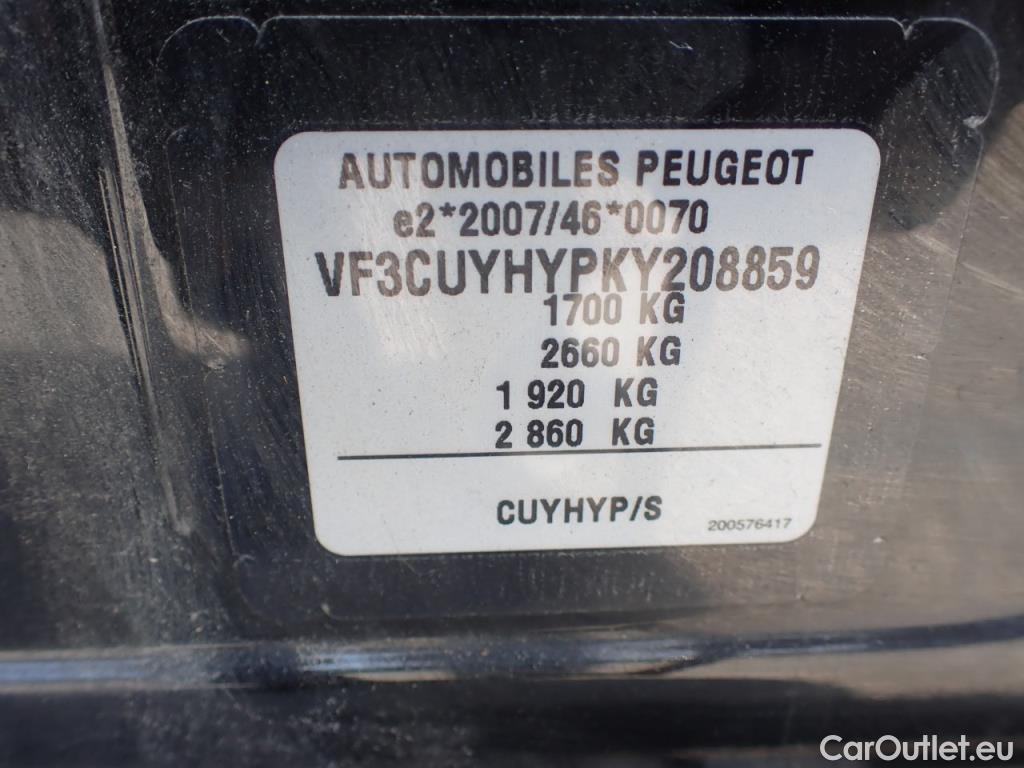 AUTOMOBILES PEUGEOT
e2*2007/46*0070
VF3CUYHYPKY208859
1700 KG
2660 KG
1 920 KG
2 860 KG
CUYHYP/S
200576417
CarOutlet.eu